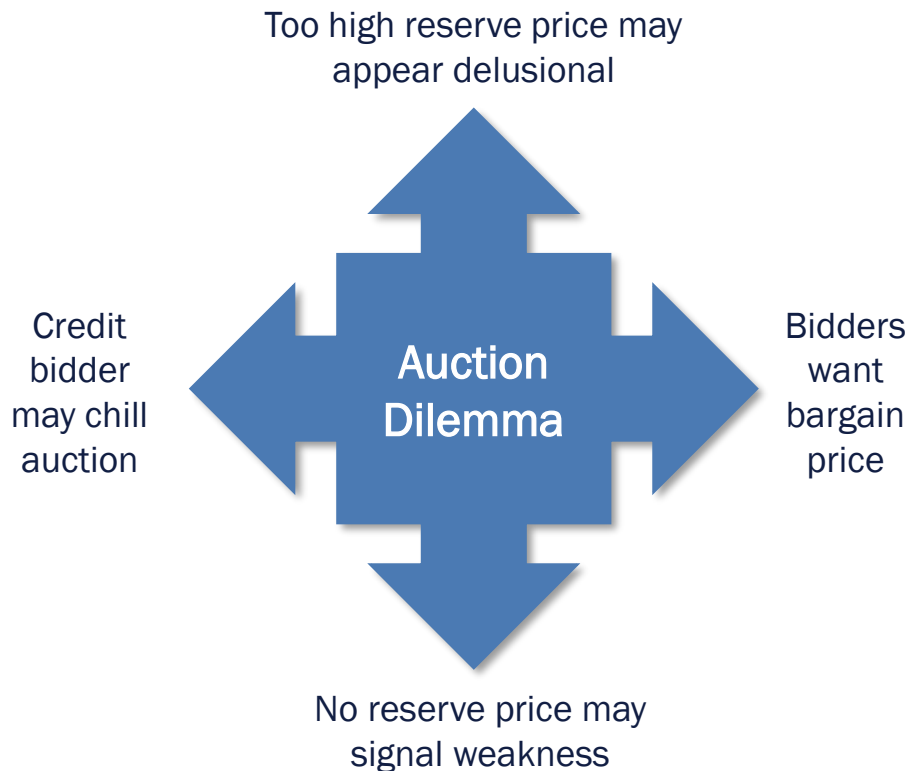 Too high reserve price may
appear delusional
Credit
bidder
may chill
auction
Auction
Dilemma
Bidders
want
bargain
price
No reserve price may
signal weakness